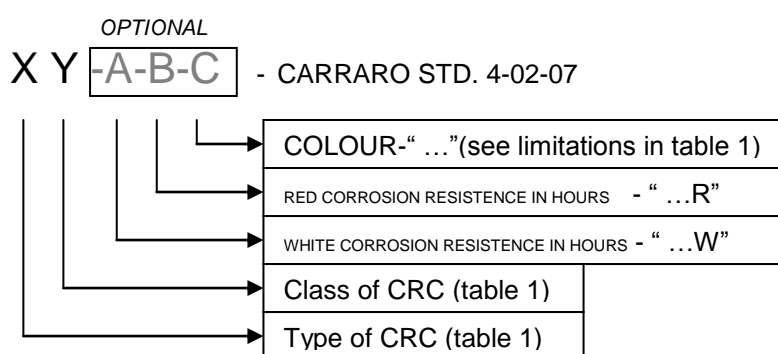 OPTIONAL
X Y -A-B-C - CARRARO STD. 4-02-07
COLOUR-“ …”(see limitations in table 1)
RED CORROSION RESISTENCE IN HOURS - “ …R”
WHITE CORROSION RESISTENCE IN HOURS - “ …W”
Class of CRC (table 1)
Type of CRC (table 1)